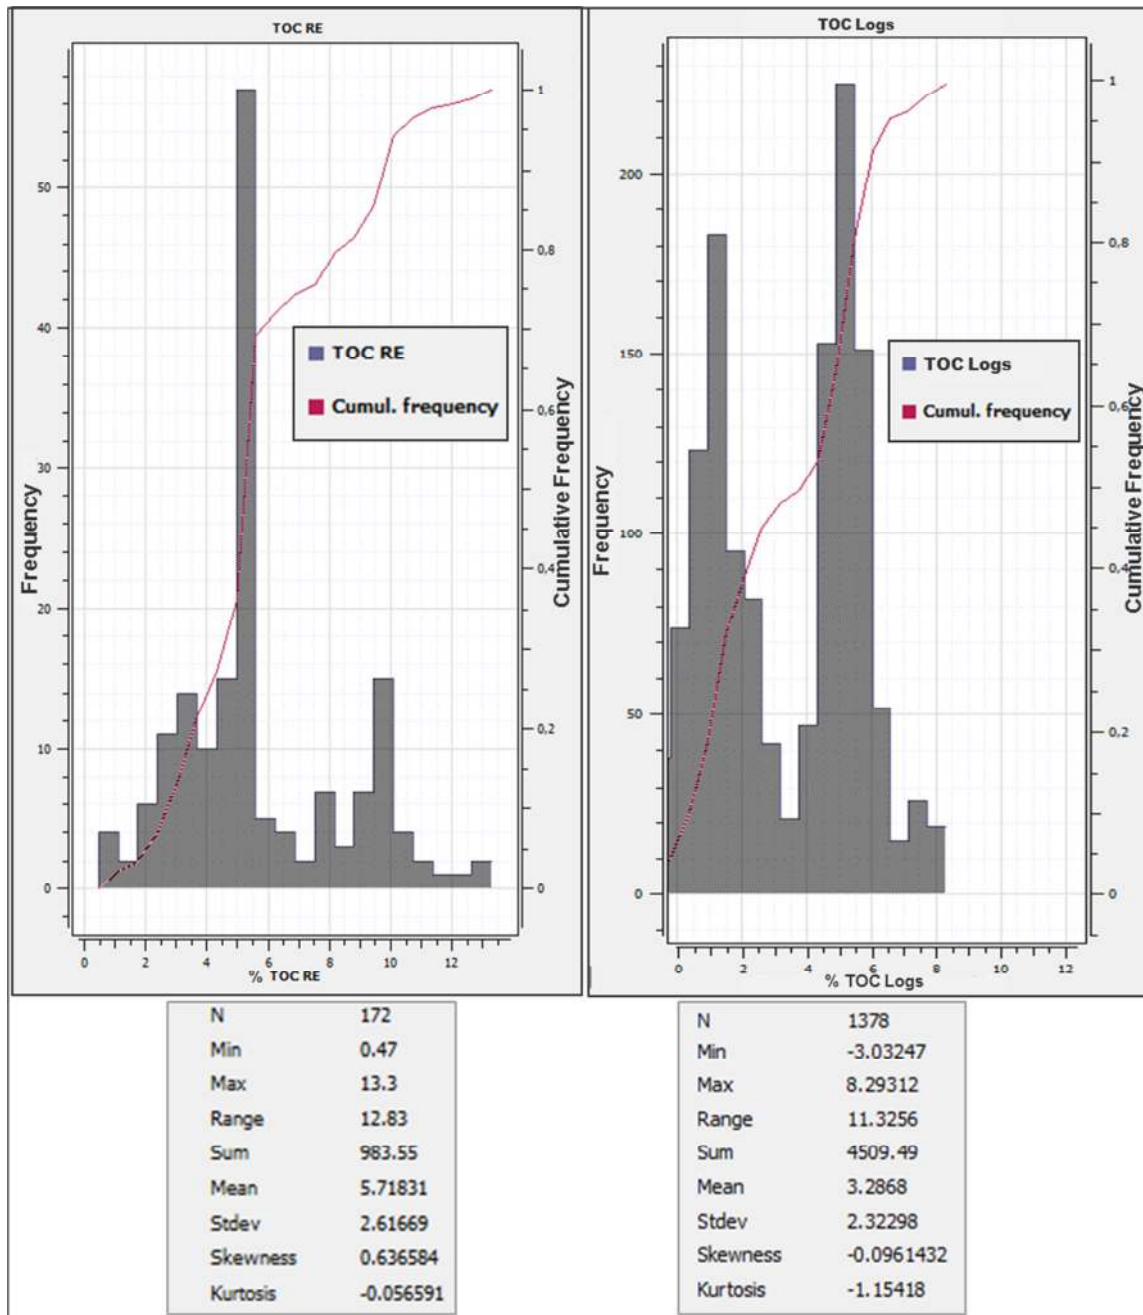 TOC RE
50
40
30
20
10
0
Frequency
TOC RE
Cumul. frequency
1
0,8
0,6
0,4
0,2
0
Cumulative Frequency
0 2 4 6 8 10 12
% TOC RE
TOC Logs
200
150
100
50
0
Frequency
TOC Logs
Cumul. frequency
1
0,8
0,6
0,4
0,2
0
Cumulative Frequency
0 2 4 6 8 10 12
% TOC Logs
N 172
Min 0.47
Max 13.3
Range 12.83
Sum 983.55
Mean 5.71831
Stdev 2.61669
Skewness 0.636584
Kurtosis -0.056591
N 1378
Min -3.03247
Max 8.29312
Range 11.3256
Sum 4509.49
Mean 3.2868
Stdev 2.32298
Skewness -0.0961432
Kurtosis -1.15418